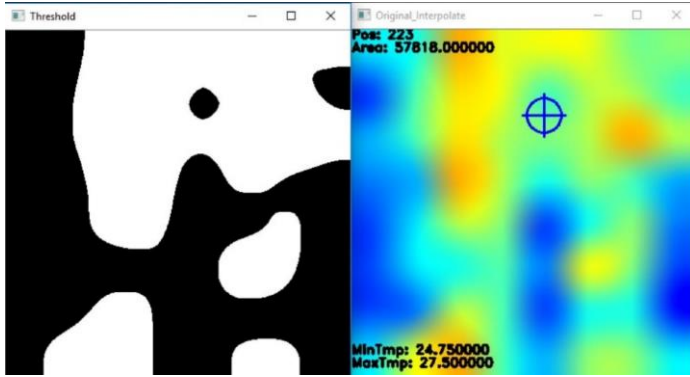 Threshold
Original_Interpolate
Pos: 223
Area: 57818.000000
MinTmp: 24.750000
MaxTmp: 27.500000